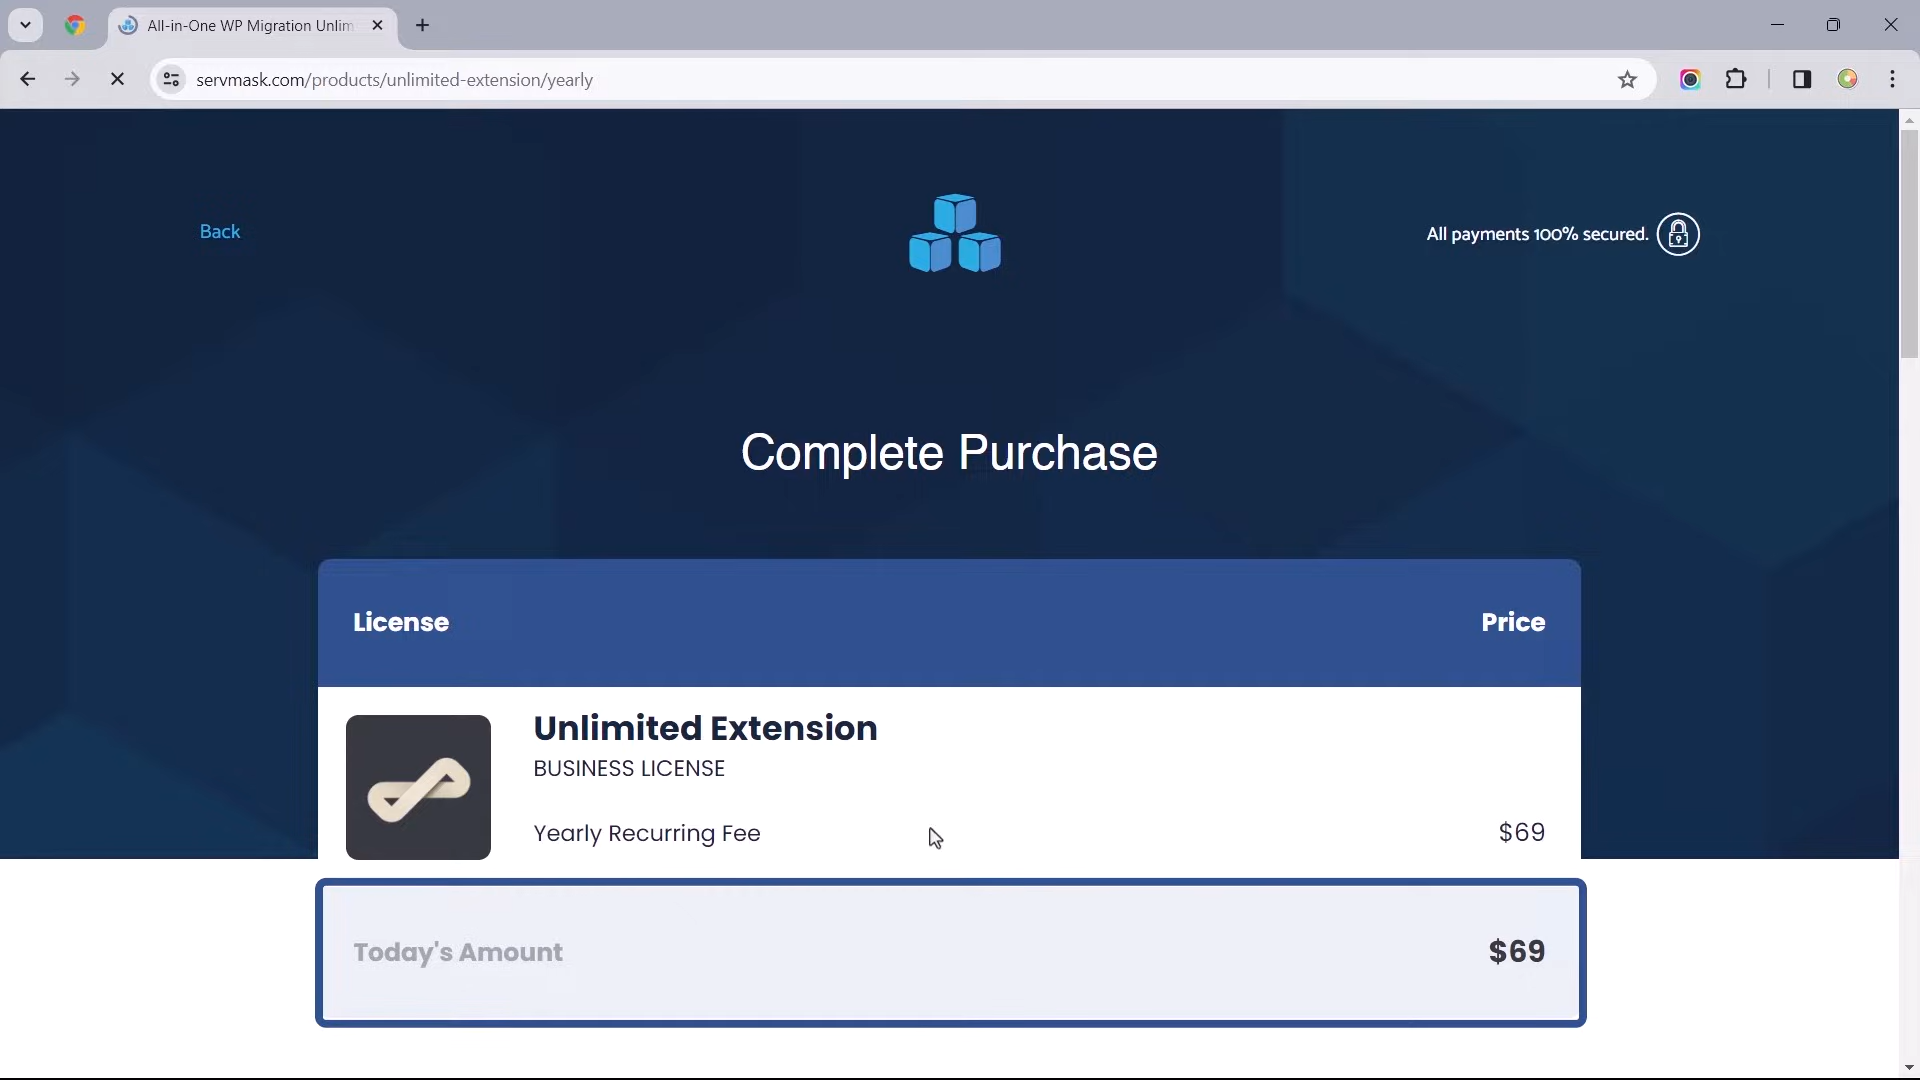 All-in-One WP Migration Unlim
servmask.com/products/unlimited-extension/yearly
Back
All payments 100% secured.
Complete Purchase
License Price
Unlimited Extension
BUSINESS LICENSE
Yearly Recurring Fee $69
Today's Amount $69